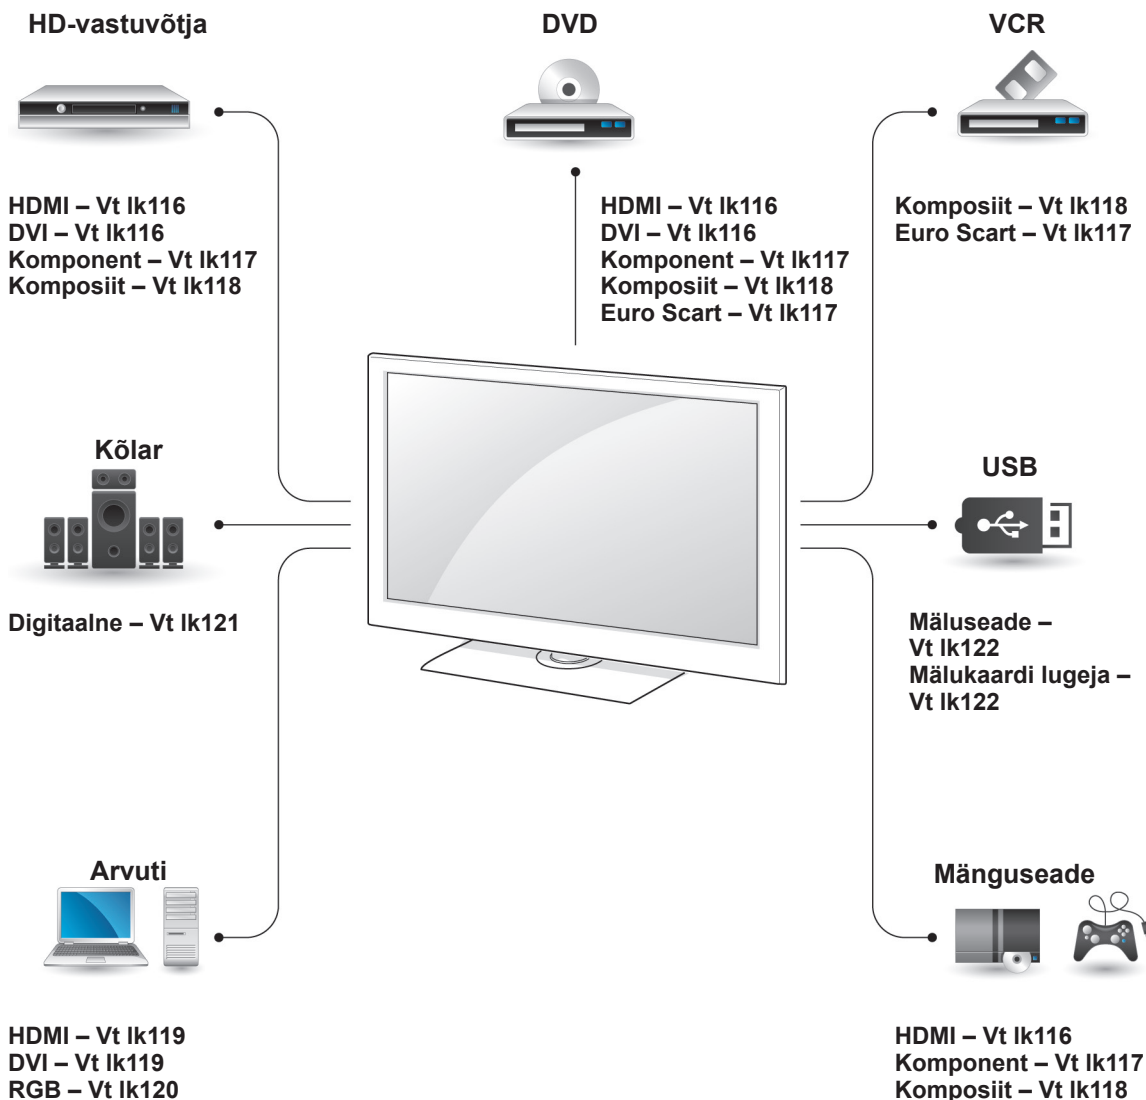 HD-vastuvõtja
HDMI – Vt lk116
DVI – Vt lk116
Komponent – Vt lk117
Komposiit – Vt lk118
DVD
HDMI – Vt lk116
DVI – Vt lk116
Komponent – Vt lk117
Komposiit – Vt lk118
Euro Scart – Vt lk117
VCR
Komposiit – Vt lk118
Euro Scart – Vt lk117
Kõlar
Digitaalne – Vt lk121
USB
Mäluseade –
Vt lk122
Mälukaardi lugeja –
Vt lk122
Arvuti
HDMI – Vt lk119
DVI – Vt lk119
RGB – Vt lk120
Mänguseade
HDMI – Vt lk116
Komponent – Vt lk117
Komposiit – Vt lk118